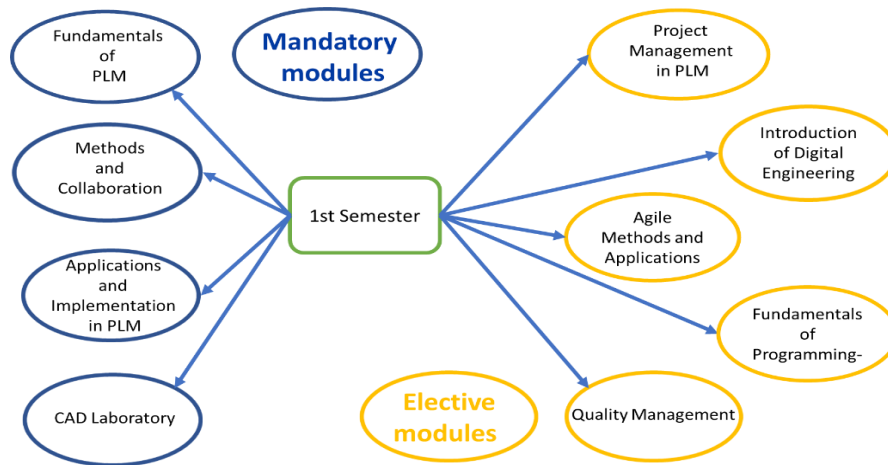 Fundamentals
of
PLM
Mandatory
modules
Project
Management
in PLM
Methods
and
Collaboration
Introduction
of Digital
Engineering
1st Semester
Agile
Methods and
Applications
Applications
and
Implementation
in PLM
Fundamentals
of
Programming-
CAD Laboratory
Elective
modules
Quality Management